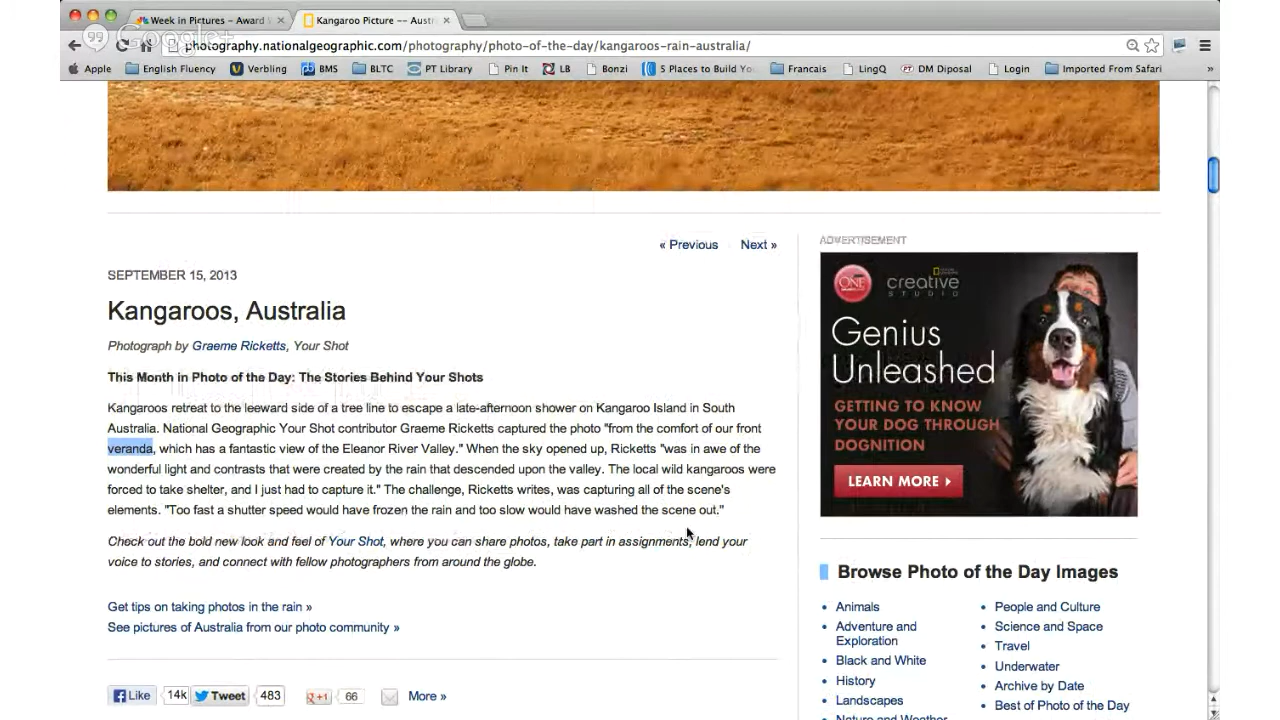 Week in Pictures – Award
Kangaroo Picture -- Austr
Google+
photography.nationalgeographic.com/photography/photo-of-the-day/kangaroos-rain-australia/
Apple English Fluency Verbling BMS BLTC PT Library Pin It LB Bonzi 5 Places to Build Yo Francais LingQ DM Diposal Login Imported From Safari »
« Previous Next »
ADVERTISEMENT
SEPTEMBER 15, 2013
Kangaroos, Australia
Photograph by Graeme Ricketts, Your Shot
This Month in Photo of the Day: The Stories Behind Your Shots
Kangaroos retreat to the leeward side of a tree line to escape a late-afternoon shower on Kangaroo Island in South
Australia. National Geographic Your Shot contributor Graeme Ricketts captured the photo "from the comfort of our front
veranda, which has a fantastic view of the Eleanor River Valley." When the sky opened up, Ricketts "was in awe of the
wonderful light and contrasts that were created by the rain that descended upon the valley. The local wild kangaroos were
forced to take shelter, and I just had to capture it." The challenge, Ricketts writes, was capturing all of the scene's
elements. "Too fast a shutter speed would have frozen the rain and too slow would have washed the scene out."
Check out the bold new look and feel of Your Shot, where you can share photos, take part in assignments, lend your
voice to stories, and connect with fellow photographers from around the globe.
Get tips on taking photos in the rain »
See pictures of Australia from our photo community »
Like 14k Tweet 483 +1 66 More »
ONE creative
STUDIO
Genius
Unleashed
GETTING TO KNOW
YOUR DOG THROUGH
DOGNITION
LEARN MORE
Browse Photo of the Day Images
Animals
Adventure and
Exploration
Black and White
History
Landscapes
Nature and Weather
People and Culture
Science and Space
Travel
Underwater
Archive by Date
Best of Photo of the Day